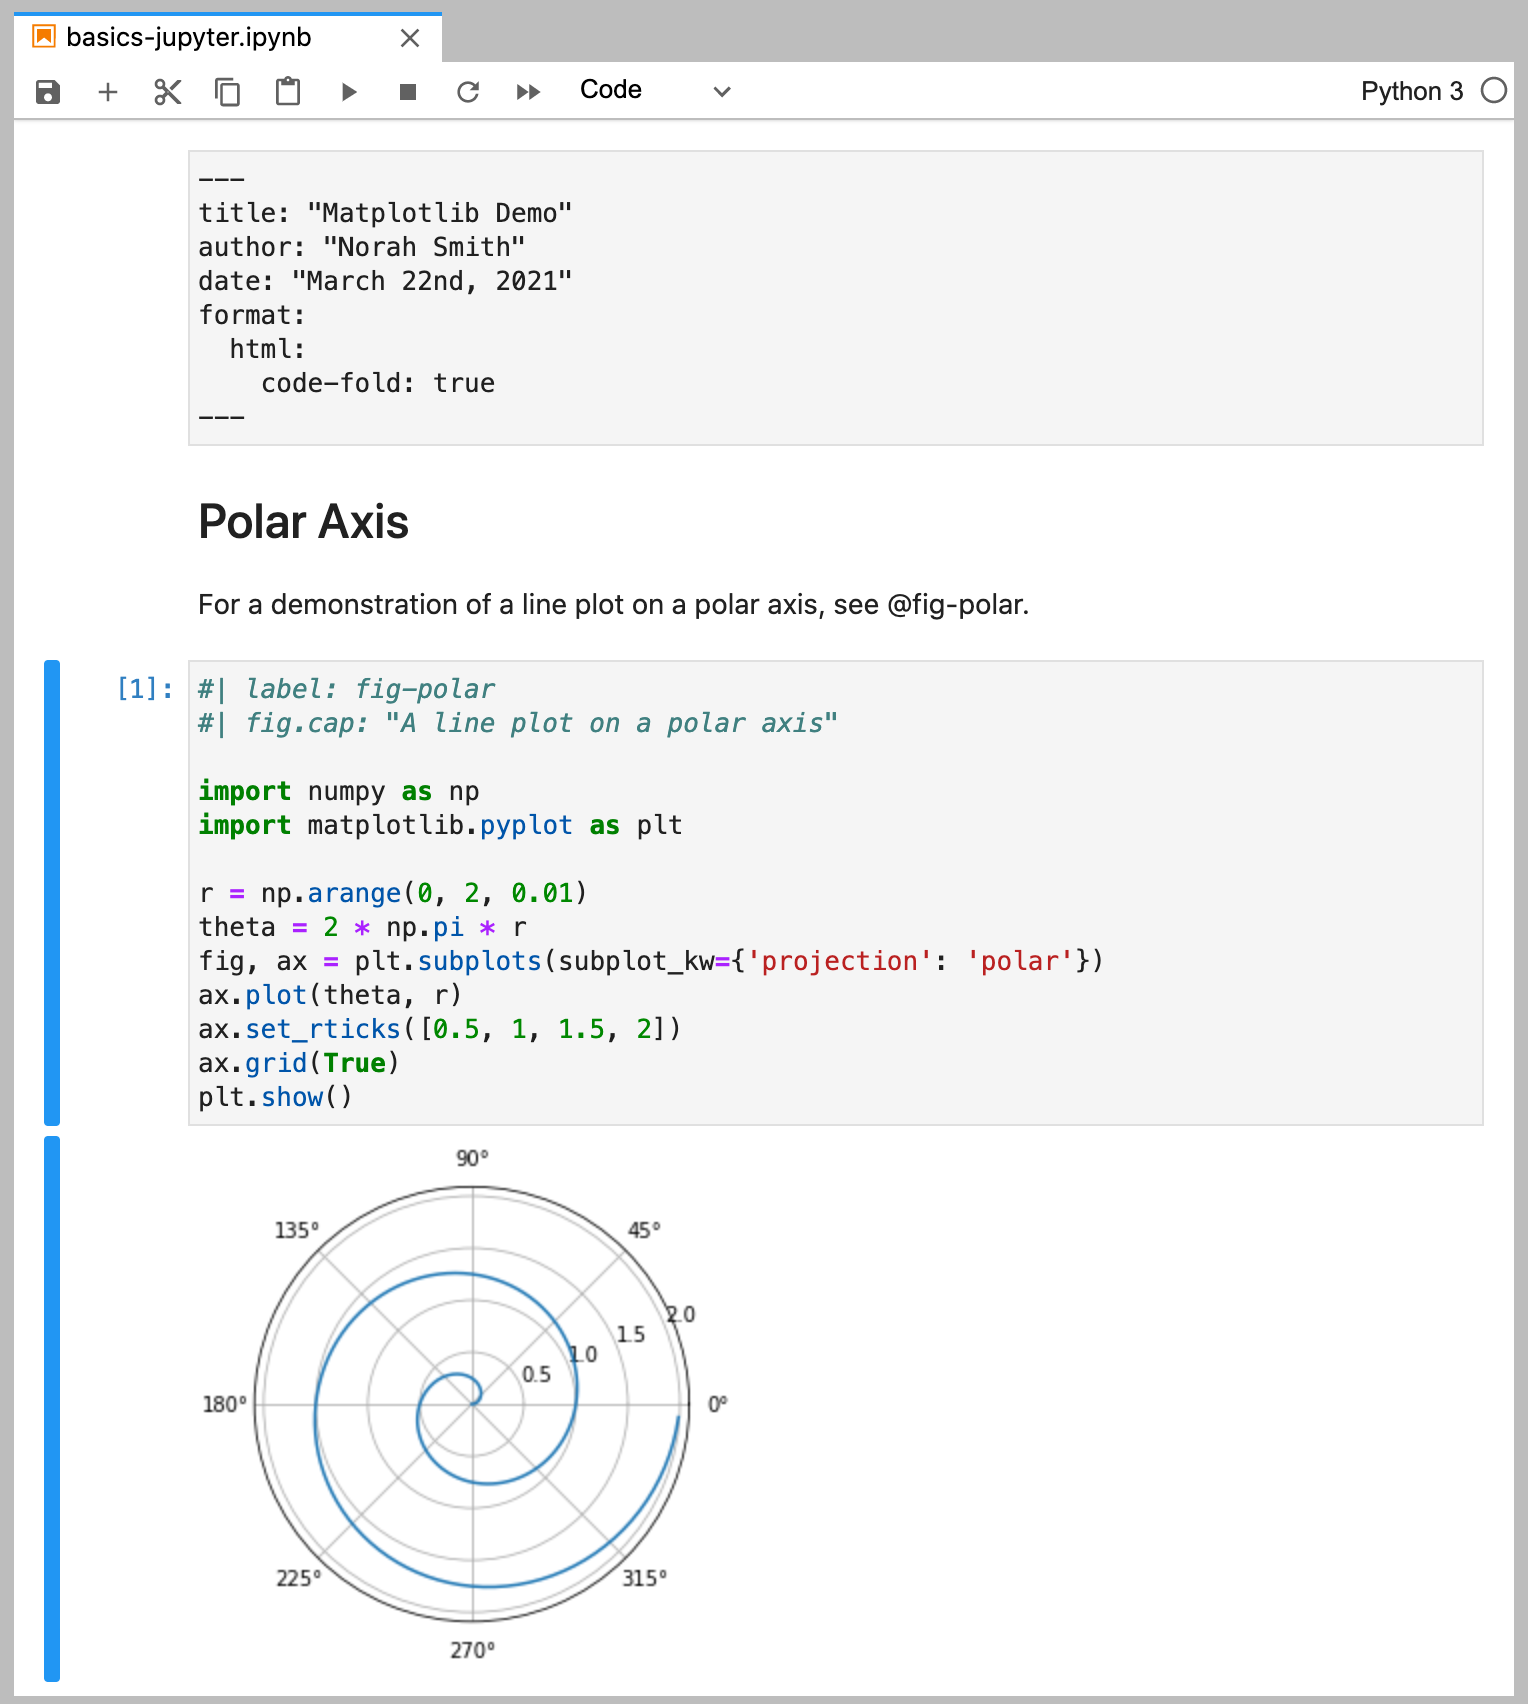 basics-jupyter.ipynb
Code
Python 3
---
title: "Matplotlib Demo"
author: "Norah Smith"
date: "March 22nd, 2021"
format:
  html:
    code-fold: true
---
Polar Axis
For a demonstration of a line plot on a polar axis, see @fig-polar.
[1]:
#| label: fig-polar
#| fig.cap: "A line plot on a polar axis"
import numpy as np
import matplotlib.pyplot as plt
r = np.arange(0, 2, 0.01)
theta = 2 * np.pi * r
fig, ax = plt.subplots(subplot_kw={'projection': 'polar'})
ax.plot(theta, r)
ax.set_rticks([0.5, 1, 1.5, 2])
ax.grid(True)
plt.show()
90°
135°
45°
2.0
1.5
1.0
0.5
180°
0°
225°
315°
270°